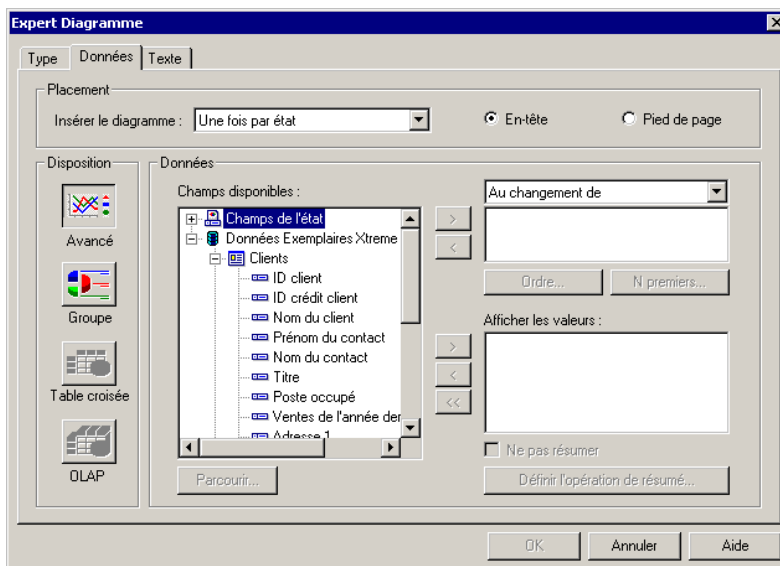 Expert Diagramme
Type
Données
Texte
Placement
Insérer le diagramme :
Une fois par état
En-tête
Pied de page
Disposition
Avancé
Groupe
Table croisée
OLAP
Données
Champs disponibles :
Champs de l'état
Données Exemplaires Xtreme
Clients
ID client
ID crédit client
Nom du client
Prénom du contact
Nom du contact
Titre
Poste occupé
Ventes de l'année der
Adresse 1
Parcourir...
>
<
>
<
<<
Au changement de
Ordre...
N premiers...
Afficher les valeurs :
Ne pas résumer
Définir l'opération de résumé...
OK
Annuler
Aide